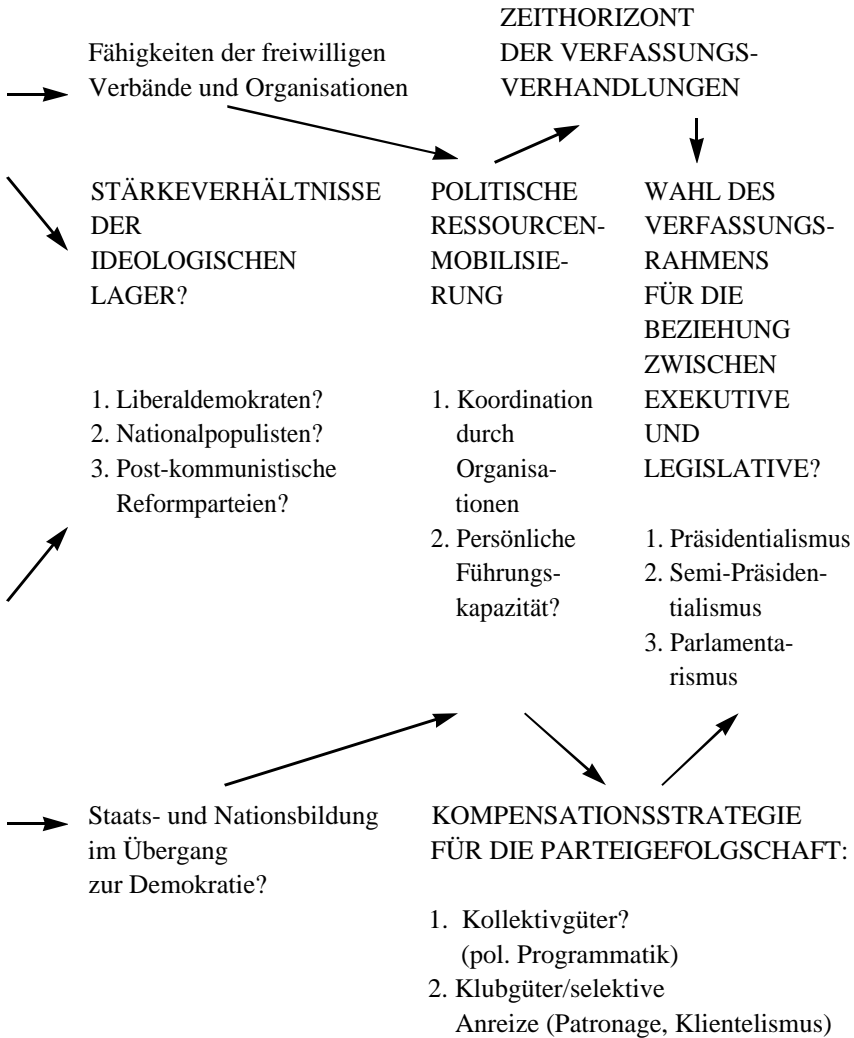 Fähigkeiten der freiwilligen
Verbände und Organisationen
ZEITHORIZONT
DER VERFASSUNGS-
VERHANDLUNGEN
STÄRKEVERHÄLTNISSE
DER
IDEOLOGISCHEN
LAGER?
1. Liberaldemokraten?
2. Nationalpopulisten?
3. Post-kommunistische
Reformparteien?
POLITISCHE
RESSOURCEN-
MOBILISIE-
RUNG
1. Koordination
durch
Organisa-
tionen
2. Persönliche
Führungs-
kapazität?
WAHL DES
VERFASSUNGS-
RAHMENS
FÜR DIE
BEZIEHUNG
ZWISCHEN
EXEKUTIVE
UND
LEGISLATIVE?
1. Präsidentialismus
2. Semi-Präsiden-
tialismus
3. Parlamenta-
rismus
Staats- und Nationsbildung
im Übergang
zur Demokratie?
KOMPENSATIONSSTRATEGIE
FÜR DIE PARTEIGEFOLGSCHAFT:
1. Kollektivgüter?
(pol. Programmatik)
2. Klubgüter/selektive
Anreize (Patronage, Klientelismus)